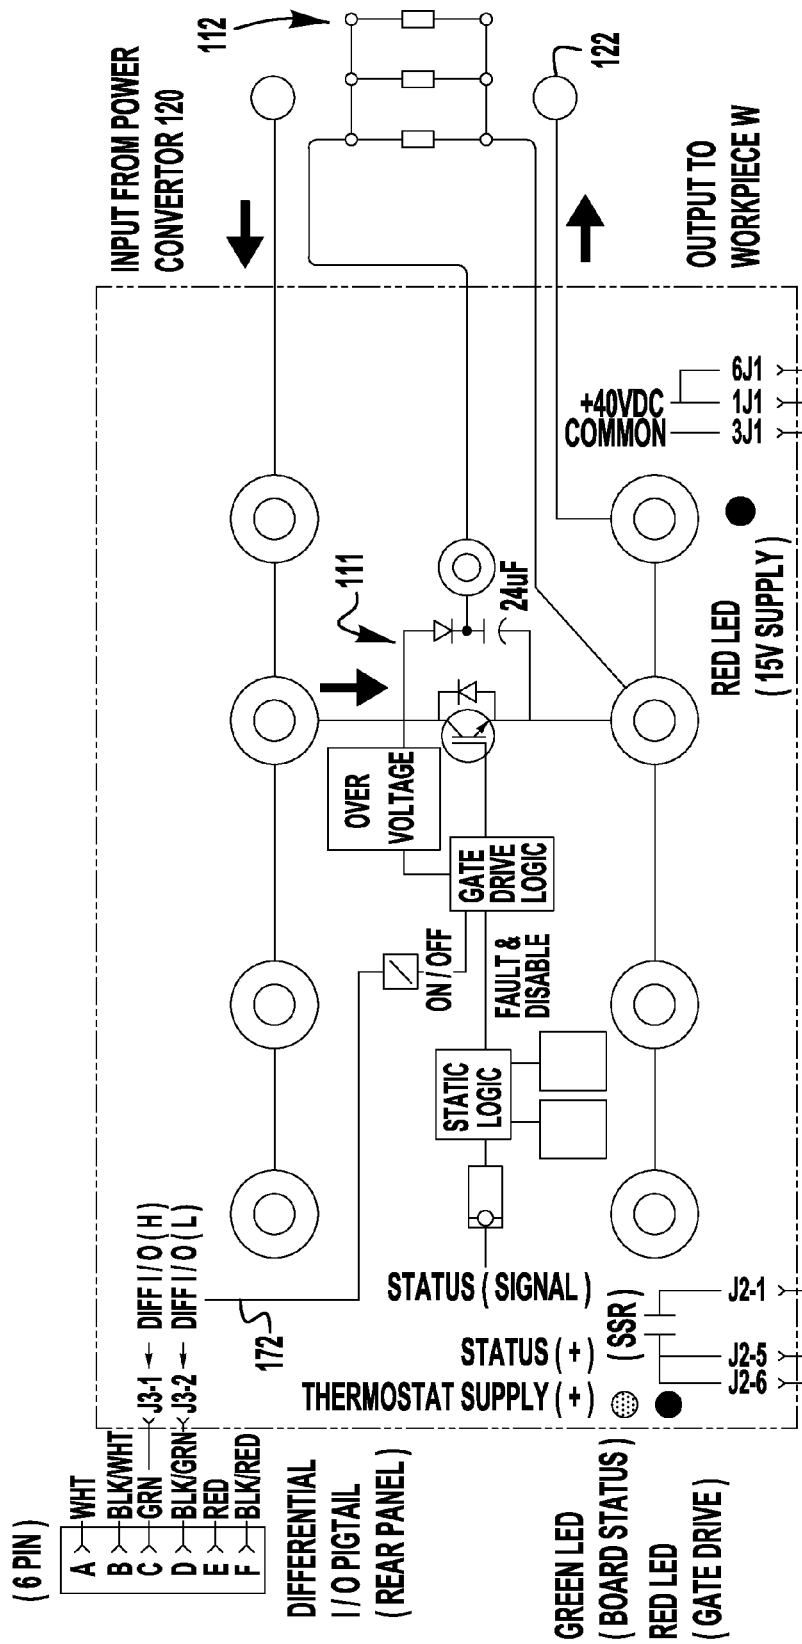 ( 6 PIN )
A WHT
B BLK/WHT
C GRN
D BLK/GRN
E RED
F BLK/RED
J3-1 DIFF I / O ( H )
J3-2 DIFF I / O ( L )
DIFFERENTIAL
I / O PIGTAIL
( REAR PANEL )
172
INPUT FROM POWER
CONVERTOR 120
112
122
111
OVER
VOLTAGE
24uF
GATE
DRIVE
LOGIC
ON / OFF
FAULT &
DISABLE
STATIC
LOGIC
STATUS ( SIGNAL )
STATUS ( + )
THERMOSTAT SUPPLY ( + )
( SSR )
J2-1
J2-5
J2-6
GREEN LED
( BOARD STATUS )
RED LED
( GATE DRIVE )
RED LED
( 15V SUPPLY )
+40VDC
COMMON
6J1
1J1
3J1
OUTPUT TO
WORKPIECE W